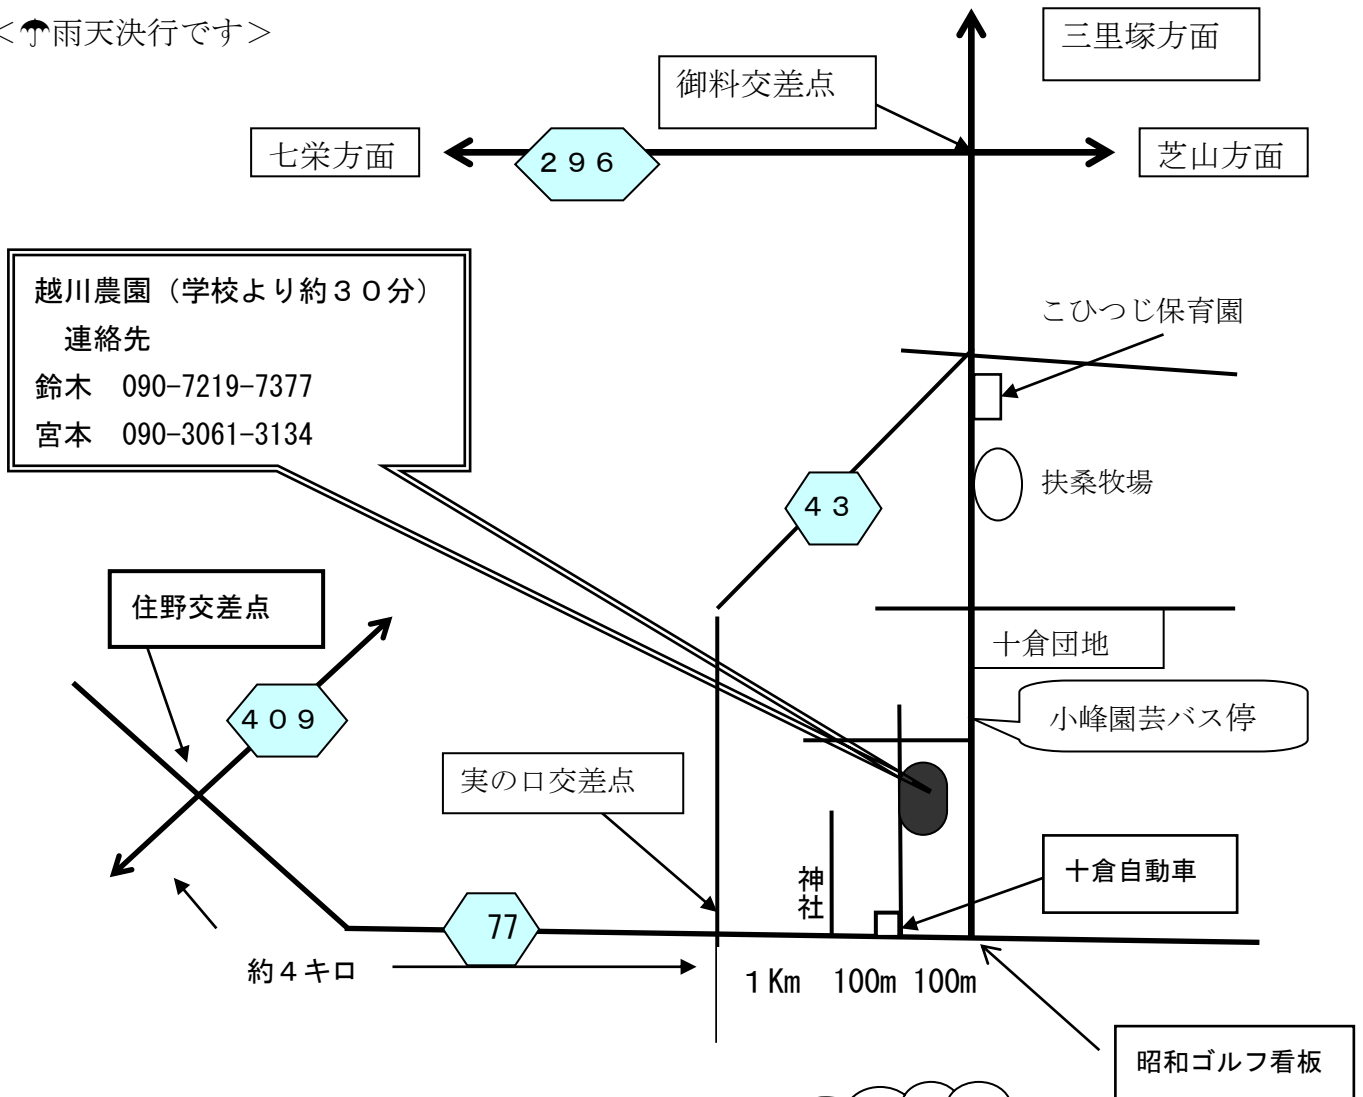 ＜☂雨天決行です＞
三里塚方面
御料交差点
七栄方面
２９６
芝山方面
越川農園（学校より約３０分）
連絡先
鈴木　090-7219-7377
宮本　090-3061-3134
こひつじ保育園
扶桑牧場
４３
住野交差点
十倉団地
４０９
小峰園芸バス停
実の口交差点
神社
十倉自動車
77
約４キロ
１Km　100m 100m
昭和ゴルフ看板